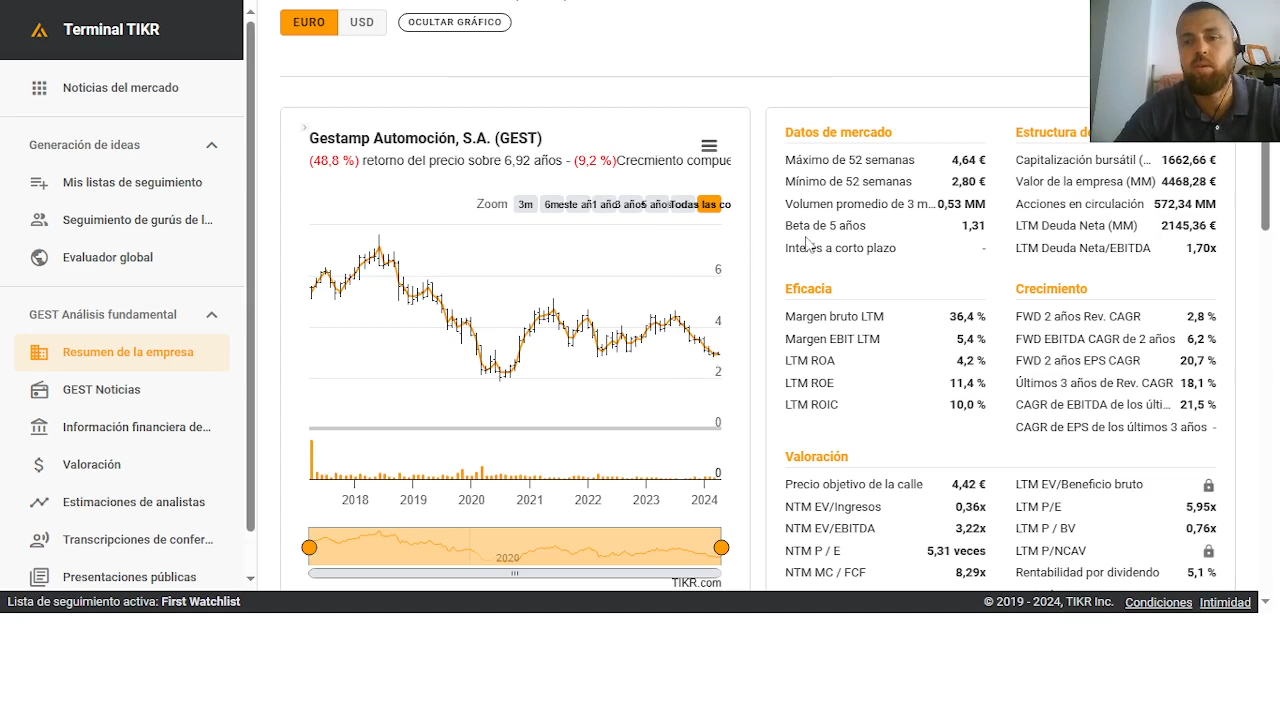 Terminal TIKR
Noticias del mercado
Generación de ideas
Mis listas de seguimiento
Seguimiento de gurús de l...
Evaluador global
GEST Análisis fundamental
Resumen de la empresa
GEST Noticias
Información financiera de...
Valoración
Estimaciones de analistas
Transcripciones de confer...
Presentaciones públicas
EURO
USD
OCULTAR GRÁFICO
Gestamp Automoción, S.A. (GEST)
(48,8 %) retorno del precio sobre 6,92 años - (9,2 %)Crecmiento compue
Zoom 3m 6m este añ 1 año 3 años 5 años Todas las co
6
4
2
0
0
2018 2019 2020 2021 2022 2023 2024
2020
TIKR.com
Datos de mercado
Máximo de 52 semanas 4,64 €
Mínimo de 52 semanas 2,80 €
Volumen promedio de 3 m... 0,53 MM
Beta de 5 años 1,31
Interés a corto plazo -
Eficacia
Margen bruto LTM 36,4 %
Margen EBIT LTM 5,4 %
LTM ROA 4,2 %
LTM ROE 11,4 %
LTM ROIC 10,0 %
Valoración
Precio objetivo de la calle 4,42 €
NTM EV/Ingresos 0,36x
NTM EV/EBITDA 3,22x
NTM P / E 5,31 veces
NTM MC / FCF 8,29x
Estructura de
Capitalización bursátil (... 1662,66 €
Valor de la empresa (MM) 4468,28 €
Acciones en circulación 572,34 MM
LTM Deuda Neta (MM) 2145,36 €
LTM Deuda Neta/EBITDA 1,70x
Crecimiento
FWD 2 años Rev. CAGR 2,8 %
FWD EBITDA CAGR de 2 años 6,2 %
FWD 2 años EPS CAGR 20,7 %
Últimos 3 años de Rev. CAGR 18,1 %
CAGR de EBITDA de los últi... 21,5 %
CAGR de EPS de los últimos 3 años -
LTM EV/Beneficio bruto
LTM P/E 5,95x
LTM P / BV 0,76x
LTM P/NCAV
Rentabilidad por dividendo 5,1 %
Lista de seguimiento activa: First Watchlist
© 2019 - 2024, TIKR Inc. Condiciones Intimidad